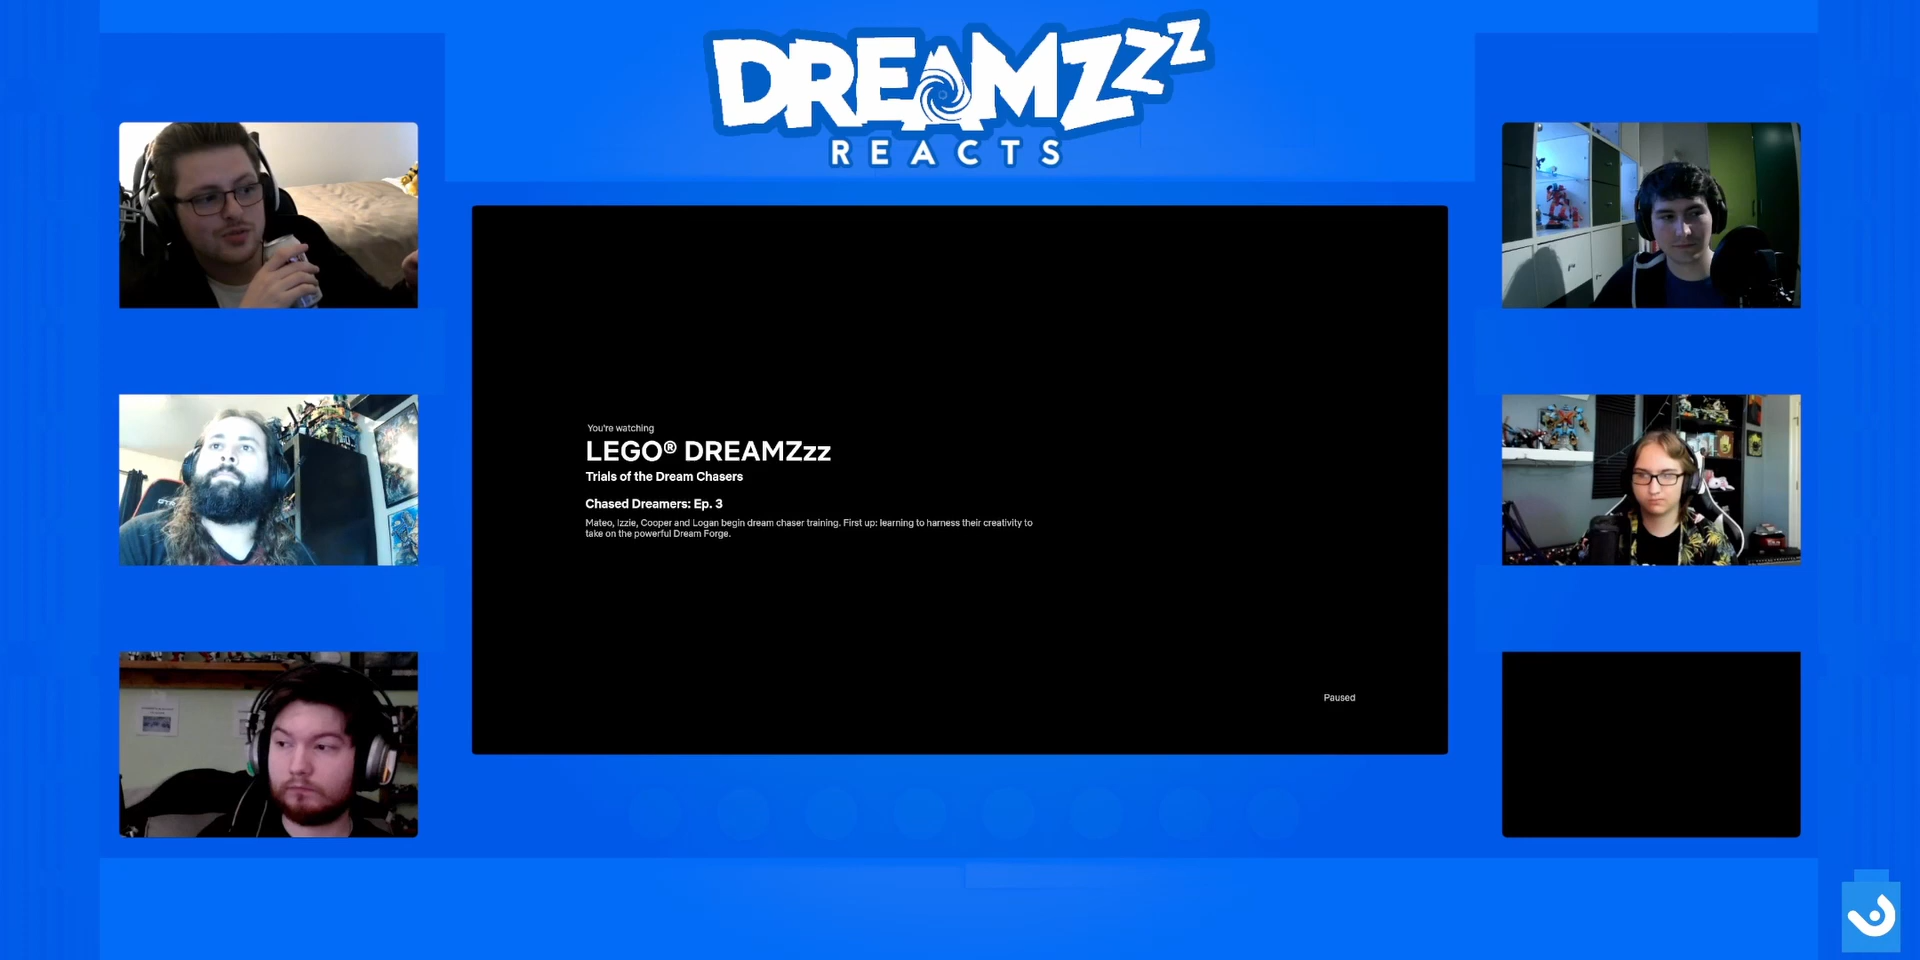 DREAMZzz
REACTS
You're watching
LEGO® DREAMZzz
Trials of the Dream Chasers
Chased Dreamers: Ep. 3
Mateo, Izzie, Cooper and Logan begin dream chaser training. First up: learning to harness their creativity to
take on the powerful Dream Forge.
Paused